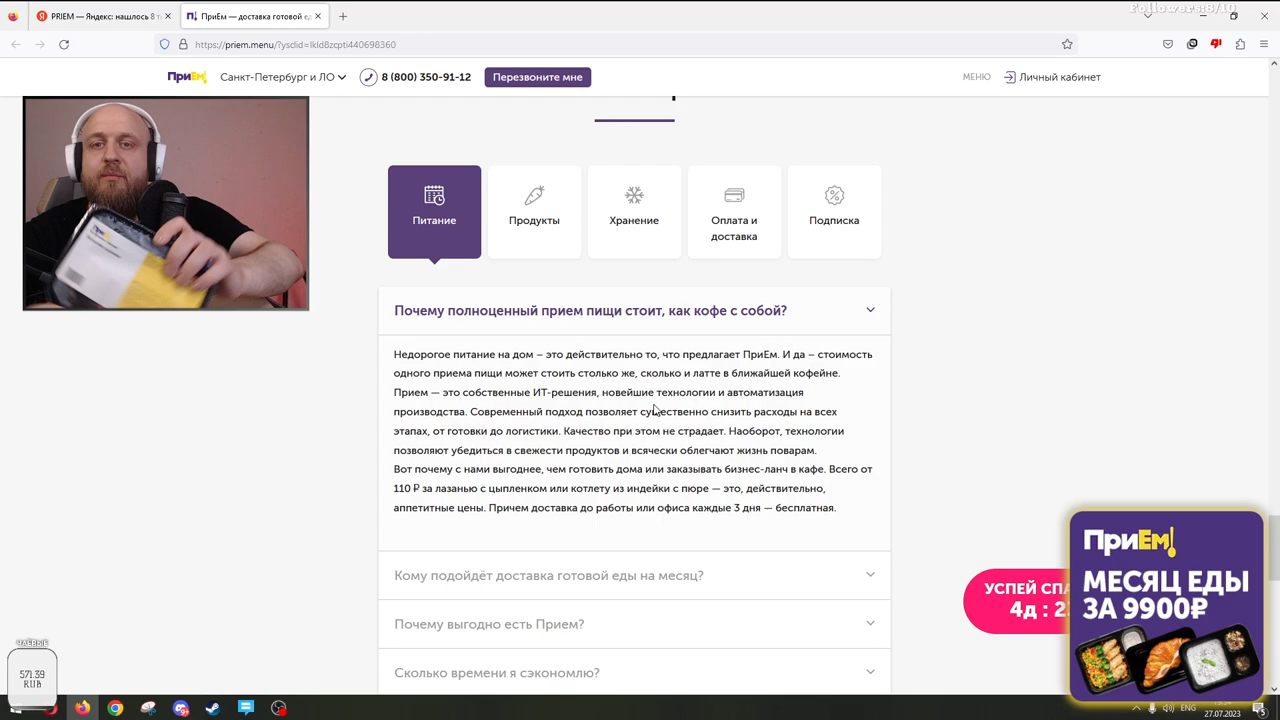 Followers:8/10
PRIEM — Яндекс: нашлось 8 т
ПриЕм — доставка готовой е
https://priem.menu/?ysclid=lkld8zcpti440698360
ПриЕм!
Санкт-Петербург и ЛО
8 (800) 350-91-12
Перезвоните мне
МЕНЮ
Личный кабинет
Питание
Продукты
Хранение
Оплата и
доставка
Подписка
Почему полноценный прием пищи стоит, как кофе с собой?
Недорогое питание на дом – это действительно то, что предлагает ПриЕм. И да – стоимость
одного приема пищи может стоить столько же, сколько и латте в ближайшей кофейне.
Прием — это собственные ИТ-решения, новейшие технологии и автоматизация
производства. Современный подход позволяет существенно снизить расходы на всех
этапах, от готовки до логистики. Качество при этом не страдает. Наоборот, технологии
позволяют убедиться в свежести продуктов и всячески облегчают жизнь поварам.
Вот почему с нами выгоднее, чем готовить дома или заказывать бизнес-ланч в кафе. Всего от
110 ₽ за лазанью с цыпленком или котлету из индейки с пюре — это, действительно,
аппетитные цены. Причем доставка до работы или офиса каждые 3 дня — бесплатная.
Кому подойдёт доставка готовой еды на месяц?
Почему выгодно есть Прием?
Сколько времени я сэкономлю?
УСПЕЙ СПА
4д : 2
ПриЕм!
МЕСЯЦ ЕДЫ
ЗА 9900₽
ЧАЕВЫЕ
571.39
RUB
ENG
27.07.2023